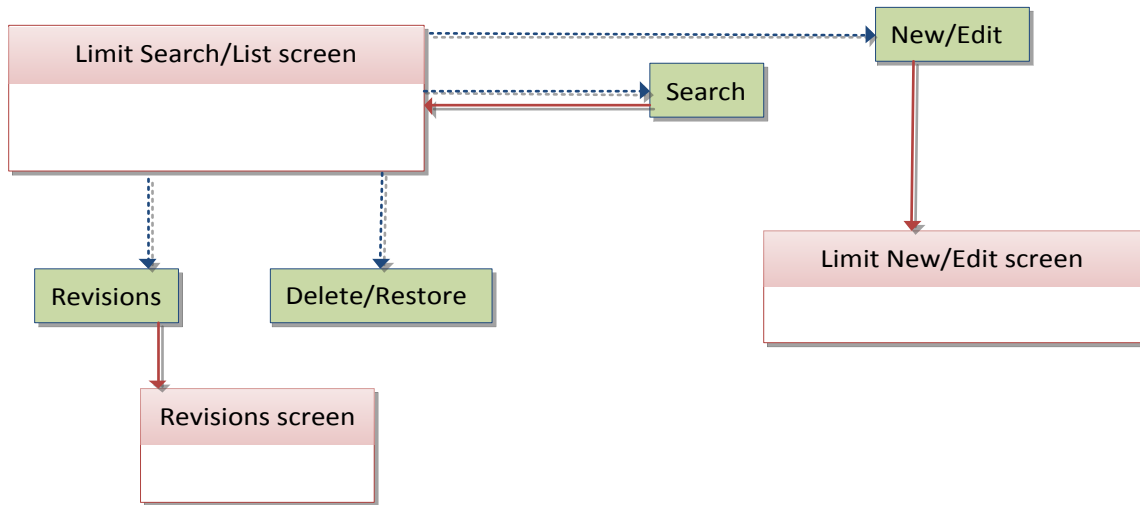 New/Edit
Limit Search/List screen
Search
Limit New/Edit screen
Revisions
Delete/Restore
Revisions screen